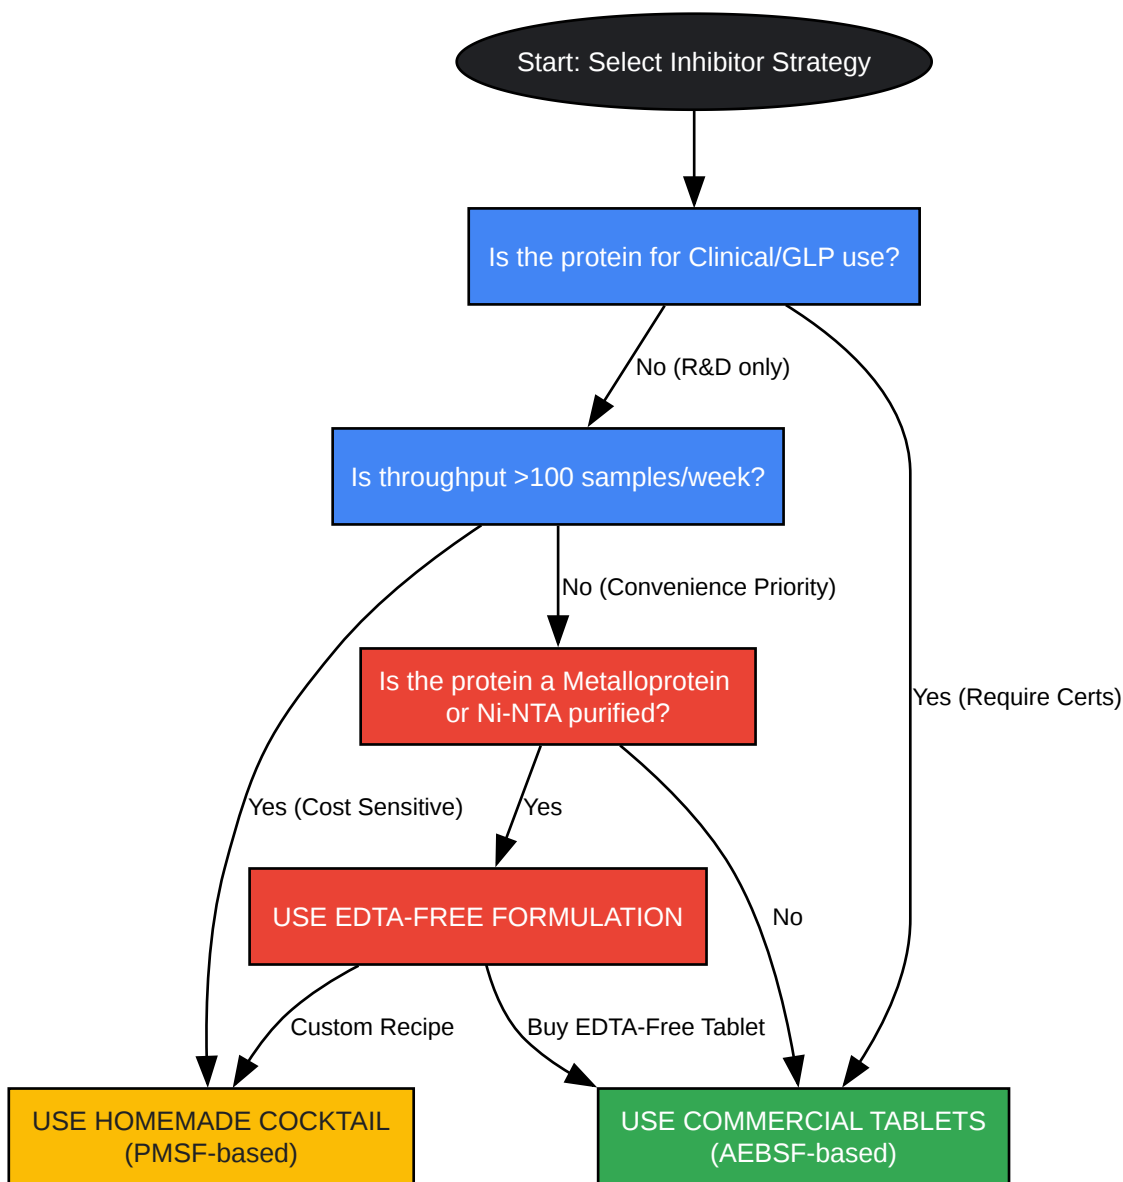 Start: Select Inhibitor Strategy
Is the protein for Clinical/GLP use?
No (R&D only)
Is throughput >100 samples/week?
No (Convenience Priority)
Is the protein a Metalloprotein
or Ni-NTA purified?
Yes (Require Certs)
Yes (Cost Sensitive)
Yes
USE EDTA-FREE FORMULATION
No
Custom Recipe
Buy EDTA-Free Tablet
USE HOMEMADE COCKTAIL
(PMSF-based)
USE COMMERCIAL TABLETS
(AEBSF-based)